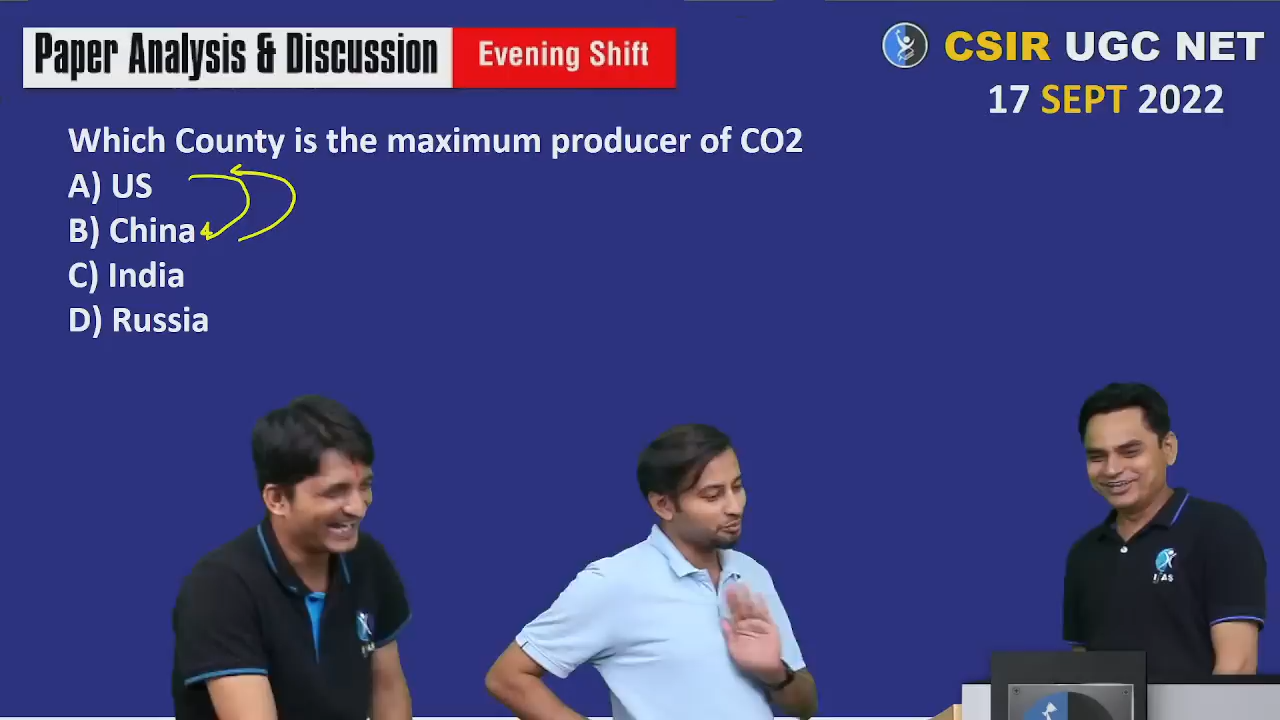 Paper Analysis & Discussion Evening Shift
CSIR UGC NET
17 SEPT 2022
Which County is the maximum producer of CO2
A) US
B) China
C) India
D) Russia